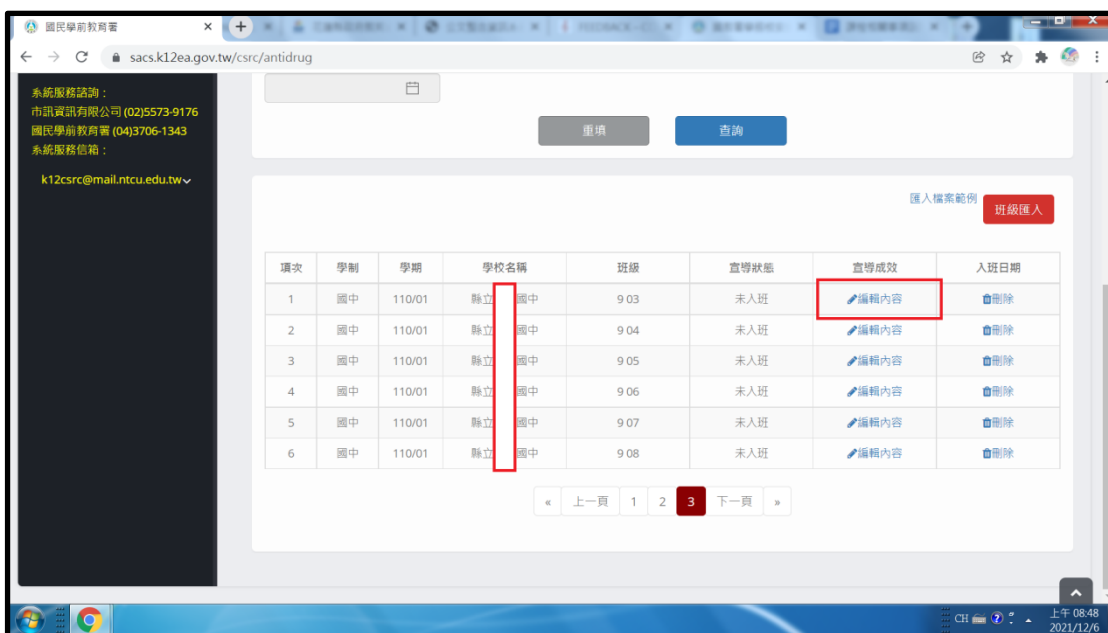 國民學前教育署
sacs.k12ea.gov.tw/csrc/antidrug
系統服務諮詢：
市訊資訊有限公司 (02)5573-9176
國民學前教育署 (04)3706-1343
系統服務信箱：
k12csrc@mail.ntcu.edu.tw
重填 查詢
匯入檔案範例 班級匯入
項次 學制 學期 學校名稱 班級 宣導狀態 宣導成效 入班日期
1 國中 110/01 縣立 國中 9 03 未入班 編輯內容 刪除
2 國中 110/01 縣立 國中 9 04 未入班 編輯內容 刪除
3 國中 110/01 縣立 國中 9 05 未入班 編輯內容 刪除
4 國中 110/01 縣立 國中 9 06 未入班 編輯內容 刪除
5 國中 110/01 縣立 國中 9 07 未入班 編輯內容 刪除
6 國中 110/01 縣立 國中 9 08 未入班 編輯內容 刪除
« 上一頁 1 2 3 下一頁 »
CH 上午 08:48
2021/12/6